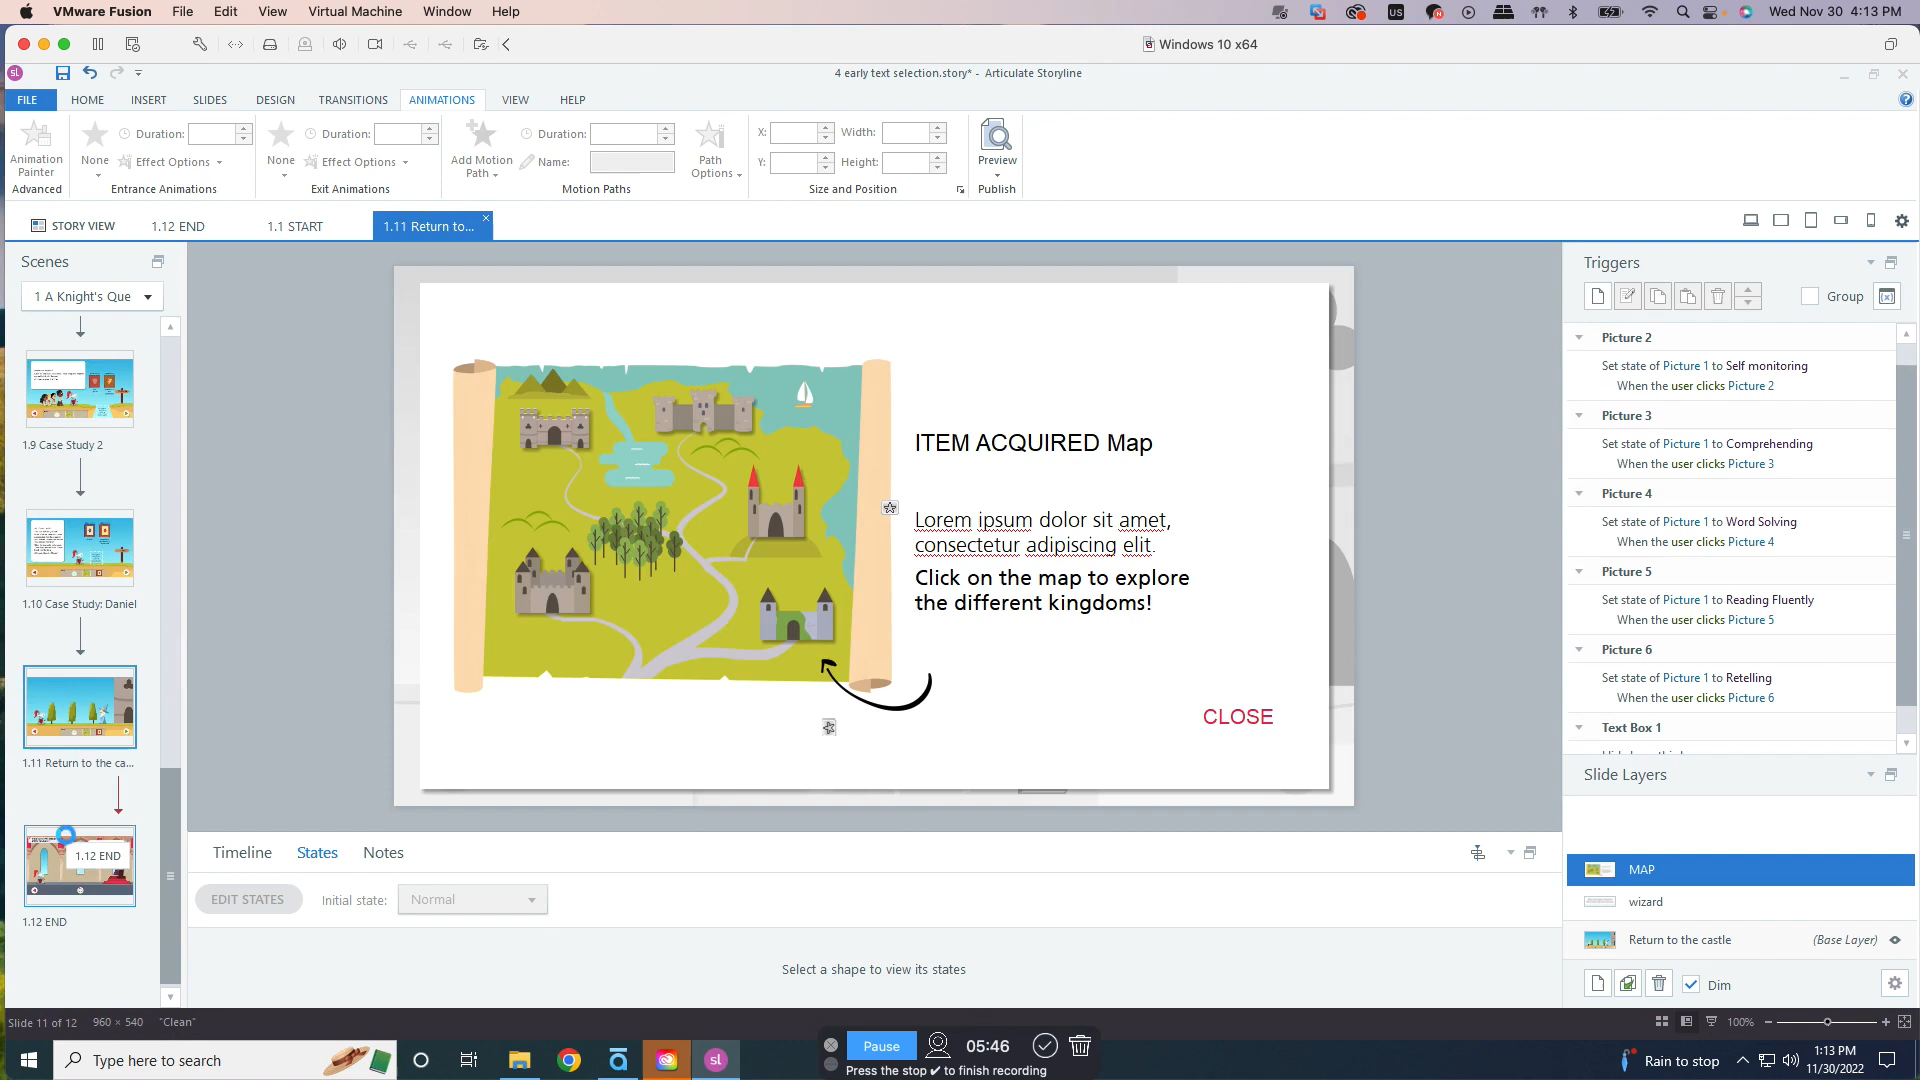 VMware Fusion File Edit View Virtual Machine Window Help
US
Wed Nov 30 4:13 PM
Windows 10 x64
sl
4 early text selection.story* - Articulate Storyline
FILE HOME INSERT SLIDES DESIGN TRANSITIONS ANIMATIONS VIEW HELP
Animation
Painter
Advanced
None
Duration:
Effect Options
Entrance Animations
None
Duration:
Effect Options
Exit Animations
Add Motion
Path
Duration:
Name:
Path
Options
Motion Paths
X:
Y:
Width:
Height:
Size and Position
Preview
Publish
STORY VIEW 1.12 END 1.1 START 1.11 Return to...
Scenes
1 A Knight's Que
1.9 Case Study 2
1.10 Case Study: Daniel
1.11 Return to the ca...
1.12 END
1.12 END
ITEM ACQUIRED Map
Lorem ipsum dolor sit amet,
consectetur adipiscing elit.
Click on the map to explore
the different kingdoms!
CLOSE
Triggers
Group
Picture 2
Set state of Picture 1 to Self monitoring
When the user clicks Picture 2
Picture 3
Set state of Picture 1 to Comprehending
When the user clicks Picture 3
Picture 4
Set state of Picture 1 to Word Solving
When the user clicks Picture 4
Picture 5
Set state of Picture 1 to Reading Fluently
When the user clicks Picture 5
Picture 6
Set state of Picture 1 to Retelling
When the user clicks Picture 6
Text Box 1
Slide Layers
MAP
wizard
Return to the castle (Base Layer)
Dim
Timeline States Notes
EDIT STATES Initial state: Normal
Select a shape to view its states
Slide 11 of 12 960 × 540 "Clean"
100%
Type here to search
sl
Pause 05:46
Press the stop ✔ to finish recording
Rain to stop
1:13 PM
11/30/2022